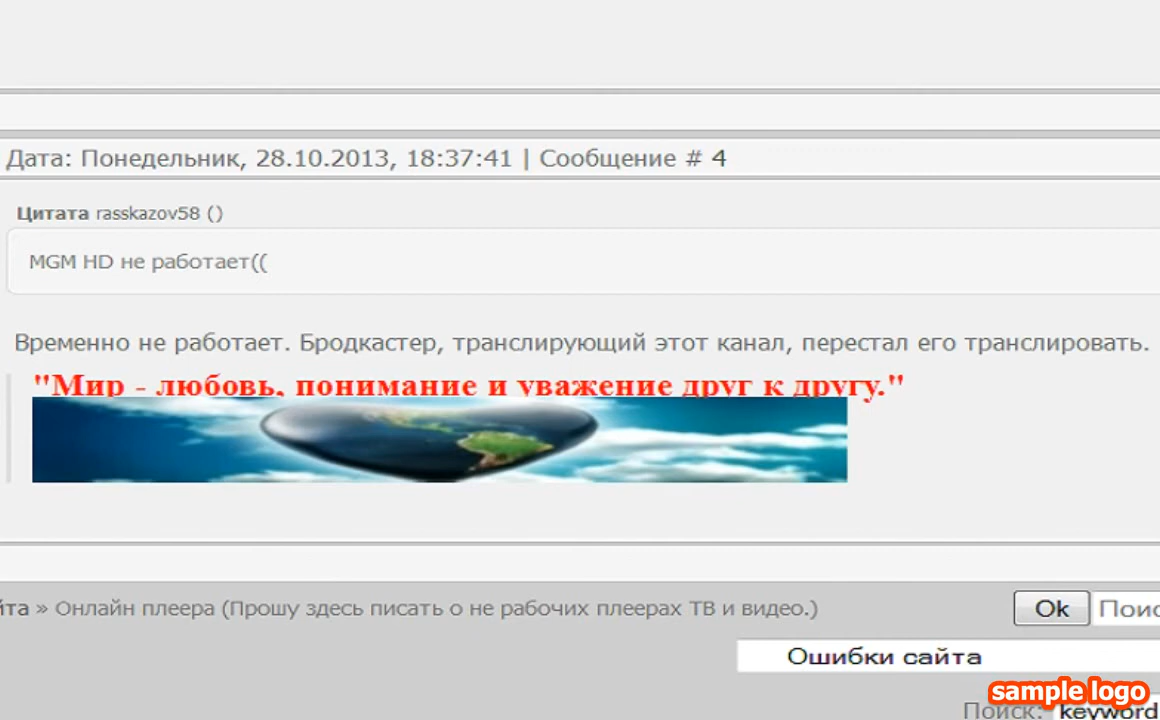 Дата: Понедельник, 28.10.2013, 18:37:41 | Сообщение # 4
Цитата rasskazov58 ()
MGM HD не работает((
Временно не работает. Бродкастер, транслирующий этот канал, перестал его транслировать.
"Мир - любовь, понимание и уважение друг к другу."
» Онлайн плеера (Прошу здесь писать о не рабочих плеерах ТВ и видео.)
Ok
Ошибки сайта
sample logo
Поиск: keyword